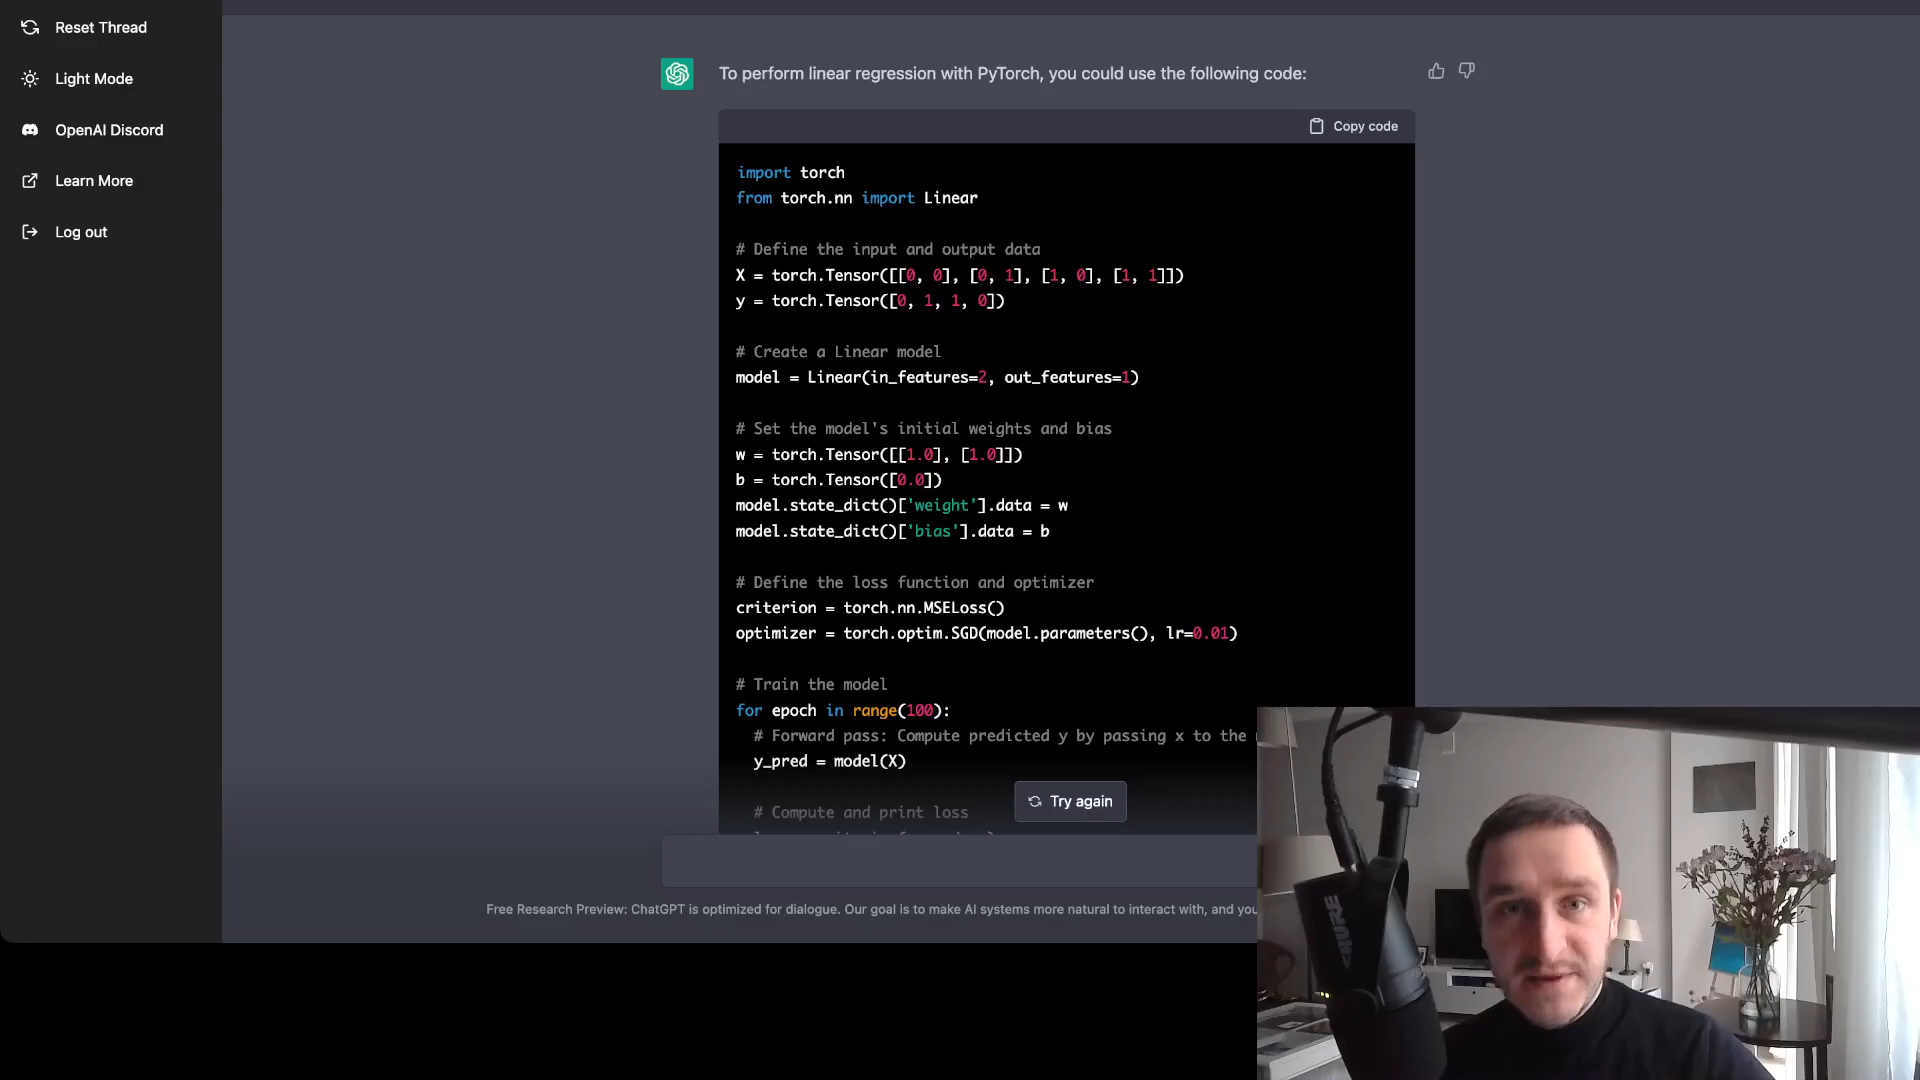 Reset Thread
Light Mode
OpenAI Discord
Learn More
Log out
To perform linear regression with PyTorch, you could use the following code:
Copy code
import torch
from torch.nn import Linear
# Define the input and output data
X = torch.Tensor([[0, 0], [0, 1], [1, 0], [1, 1]])
y = torch.Tensor([0, 1, 1, 0])
# Create a Linear model
model = Linear(in_features=2, out_features=1)
# Set the model's initial weights and bias
w = torch.Tensor([[1.0], [1.0]])
b = torch.Tensor([0.0])
model.state_dict()['weight'].data = w
model.state_dict()['bias'].data = b
# Define the loss function and optimizer
criterion = torch.nn.MSELoss()
optimizer = torch.optim.SGD(model.parameters(), lr=0.01)
# Train the model
for epoch in range(100):
# Forward pass: Compute predicted y by passing x to the
y_pred = model(X)
# Compute and print loss
Try again
Free Research Preview: ChatGPT is optimized for dialogue. Our goal is to make AI systems more natural to interact with, and you
SHURE